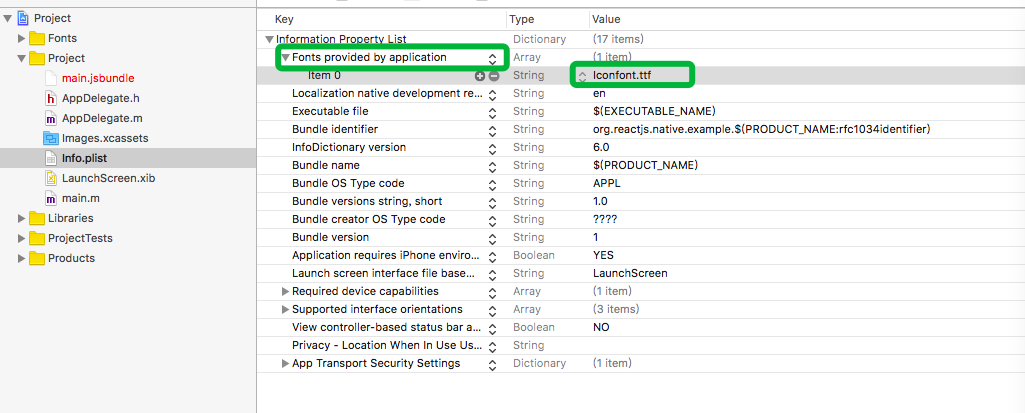 Project
Fonts
Project
main.jsbundle
AppDelegate.h
AppDelegate.m
Images.xcassets
Info.plist
LaunchScreen.xib
main.m
Libraries
ProjectTests
Products
Key Type Value
Information Property List Dictionary (17 items)
Fonts provided by application Array (1 item)
Item 0 String Iconfont.ttf
Localization native development re... String en
Executable file String $(EXECUTABLE_NAME)
Bundle identifier String org.reactjs.native.example.$(PRODUCT_NAME:rfc1034identifier)
InfoDictionary version String 6.0
Bundle name String $(PRODUCT_NAME)
Bundle OS Type code String APPL
Bundle versions string, short String 1.0
Bundle creator OS Type code String ????
Bundle version String 1
Application requires iPhone enviro... Boolean YES
Launch screen interface file base... String LaunchScreen
Required device capabilities Array (1 item)
Supported interface orientations Array (3 items)
View controller-based status bar a... Boolean NO
Privacy - Location When In Use Us... String
App Transport Security Settings Dictionary (1 item)